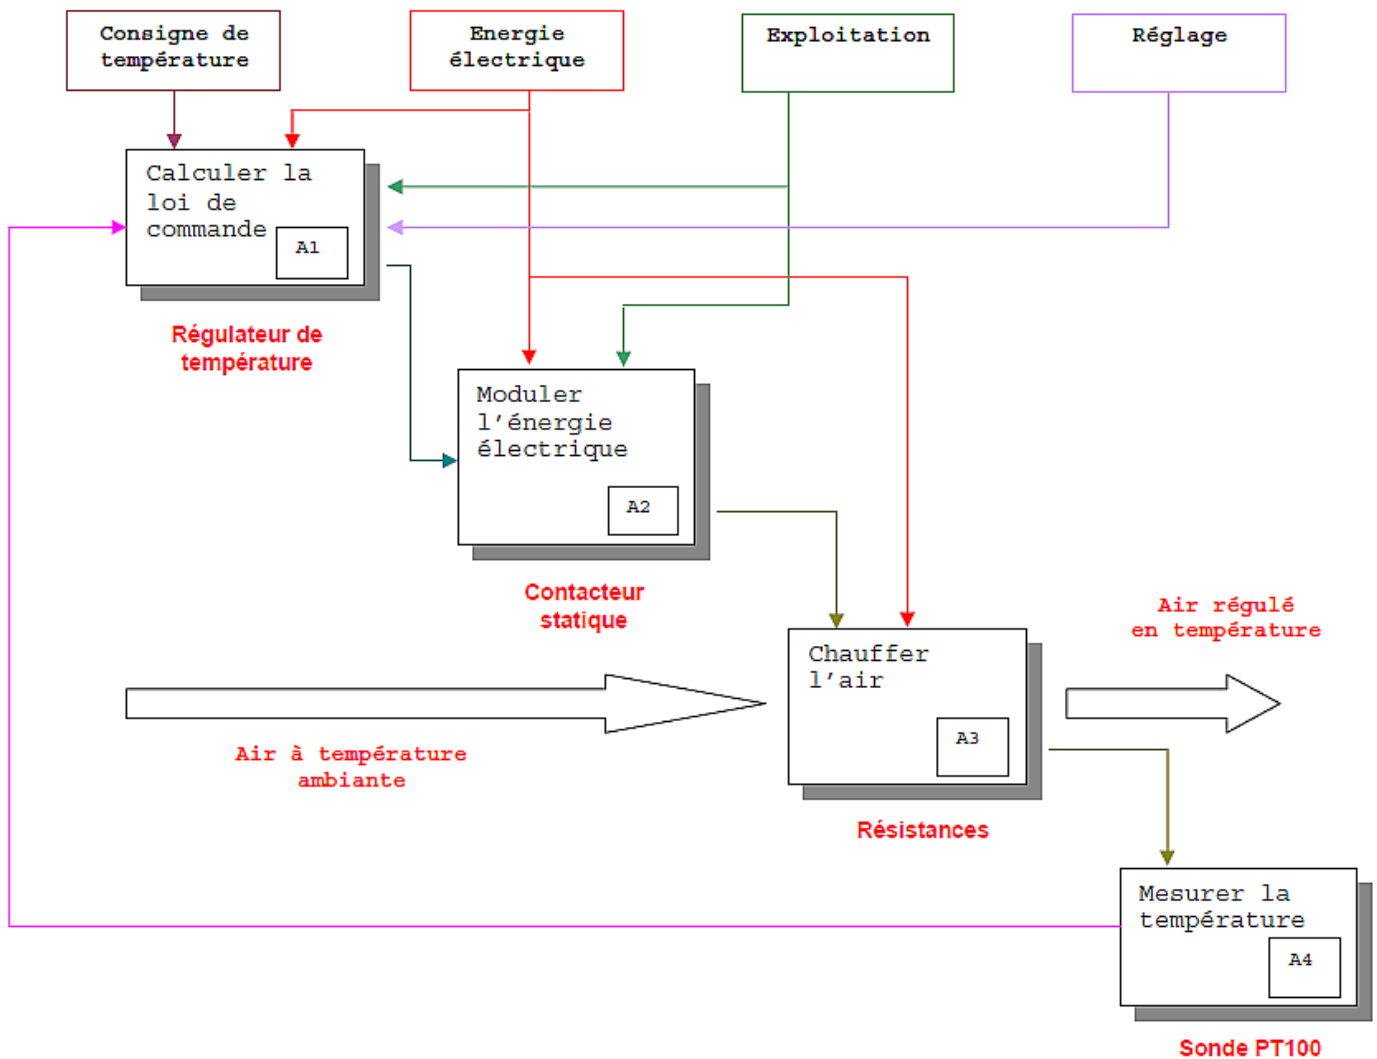 Consigne de
température
Energie
électrique
Exploitation
Réglage
Calculer la
loi de
commande
A1
Régulateur de
température
Moduler
l’énergie
électrique
A2
Contacteur
statique
Air régulé
en température
Chauffer
l’air
A3
Air à température
ambiante
Résistances
Mesurer la
température
A4
Sonde PT100